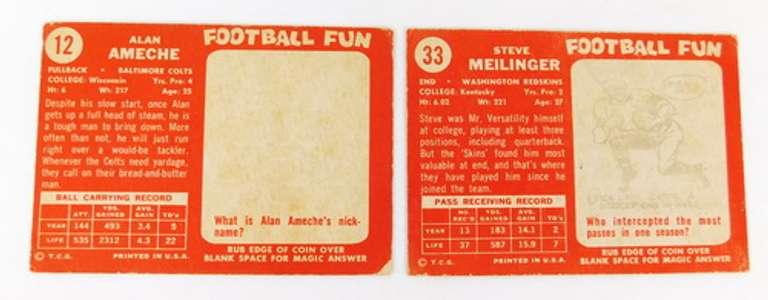 12
ALAN
AMECHE
FOOTBALL FUN
FULLBACK • BALTIMORE COLTS
COLLEGE: Wisconsin Yrs. Pro: 4
Ht: 6 Wt: 217 Age: 25
Despite his slow start, once Alan
gets up a full head of steam, he is
a tough man to bring down. More
often than not, he will just run
right over a would-be tackler.
Whenever the Colts need yardage,
they call on their bread-and-butter
man.
BALL CARRYING RECORD
ATT. YDS. GAINED AVG. GAIN TD's
YEAR 144 493 3.4 5
LIFE 535 2312 4.3 22
© T.C.G. PRINTED IN U.S.A.
What is Alan Ameche's nick-
name?
RUB EDGE OF COIN OVER
BLANK SPACE FOR MAGIC ANSWER
33
STEVE
MEILINGER
FOOTBALL FUN
END • WASHINGTON REDSKINS
COLLEGE: Kentucky Yrs. Pro: 2
Ht: 6.02 Wt: 221 Age: 27
Steve was Mr. Versatility himself
at college, playing at least three
positions, including quarterback.
But the 'Skins' found him most
valuable at end, and that's where
they have played him since he
joined the team.
PASS RECEIVING RECORD
NO. REC'D YDS. GAINED AVG. GAIN TD's
YEAR 13 183 14.1 2
LIFE 37 587 15.9 7
© T.C.G. PRINTED IN U.S.A.
Who intercepted the most
passes in one season?
RUB EDGE OF COIN OVER
BLANK SPACE FOR MAGIC ANSWER